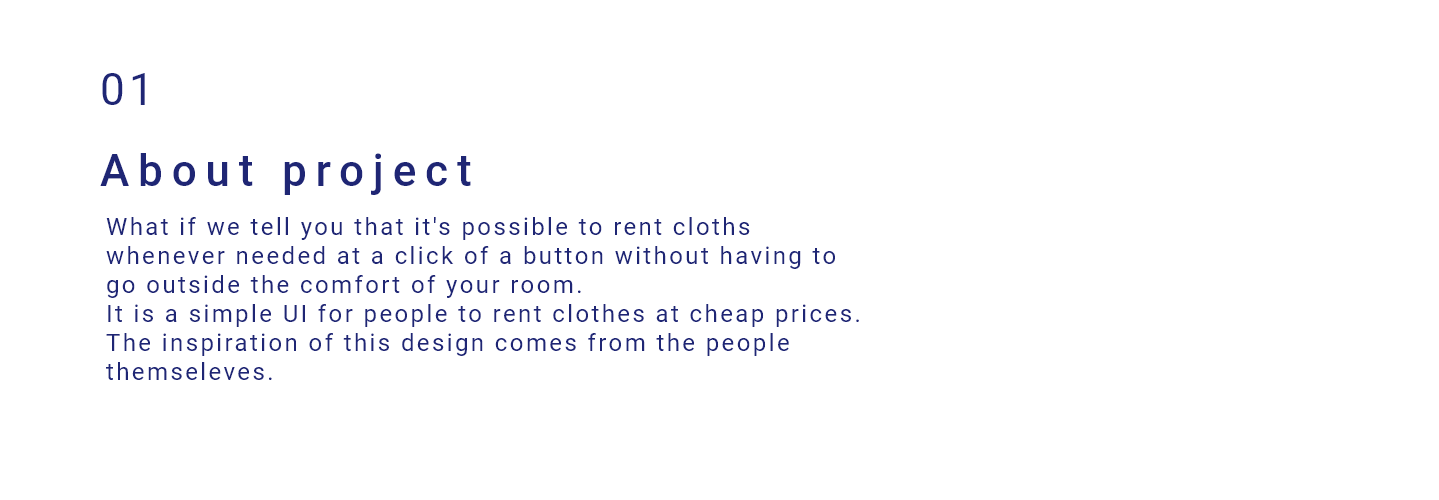 01
About project
What if we tell you that it's possible to rent cloths
whenever needed at a click of a button without having to
go outside the comfort of your room.
It is a simple UI for people to rent clothes at cheap prices.
The inspiration of this design comes from the people
themseleves.